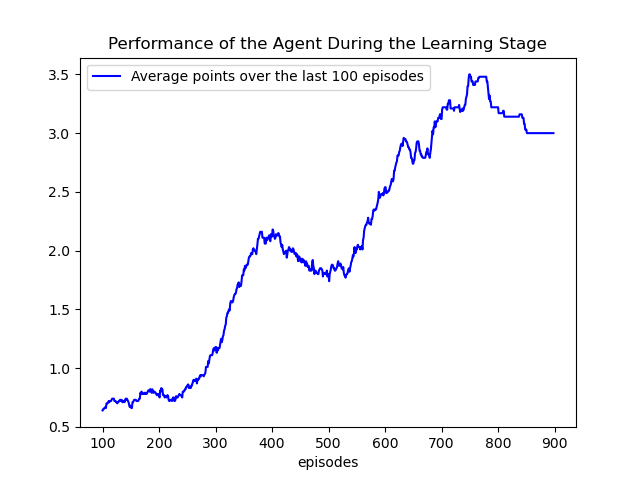 Performance of the Agent During the Learning Stage
Average points over the last 100 episodes
3.5
3.0
2.5
2.0
1.5
1.0
0.5
100 200 300 400 500 600 700 800 900
episodes